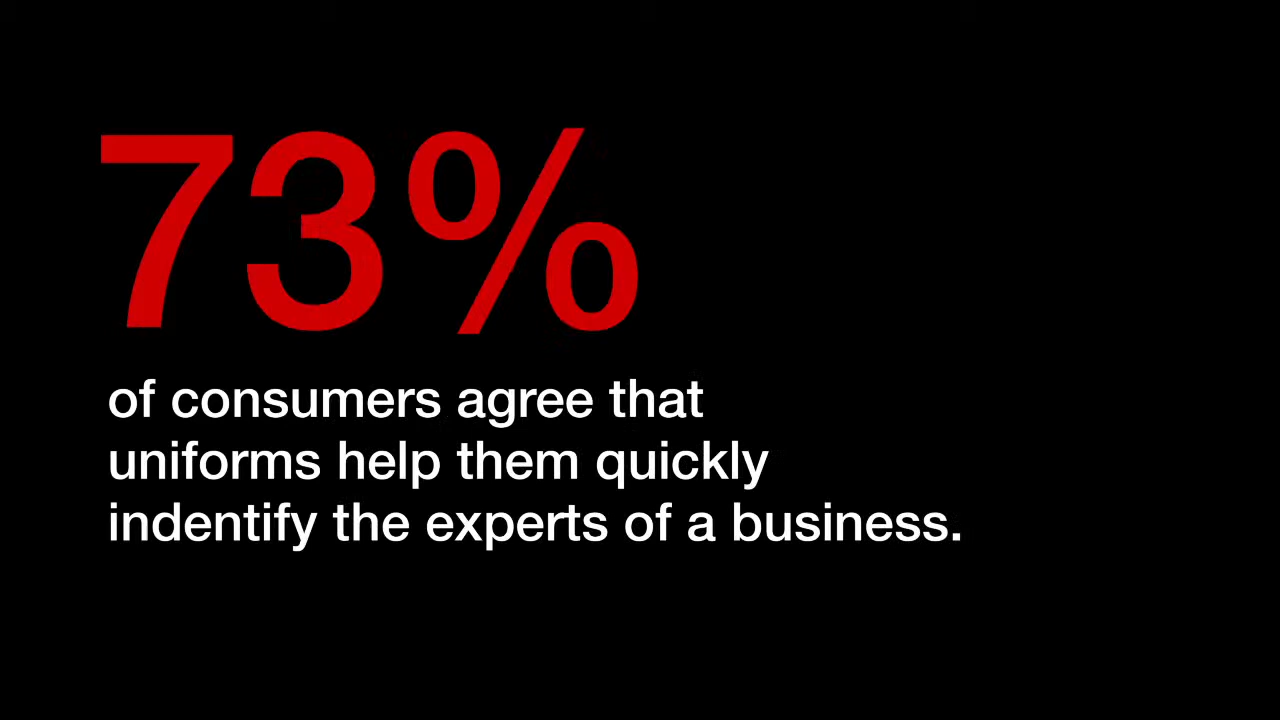 73%
of consumers agree that
uniforms help them quickly
indentify the experts of a business.